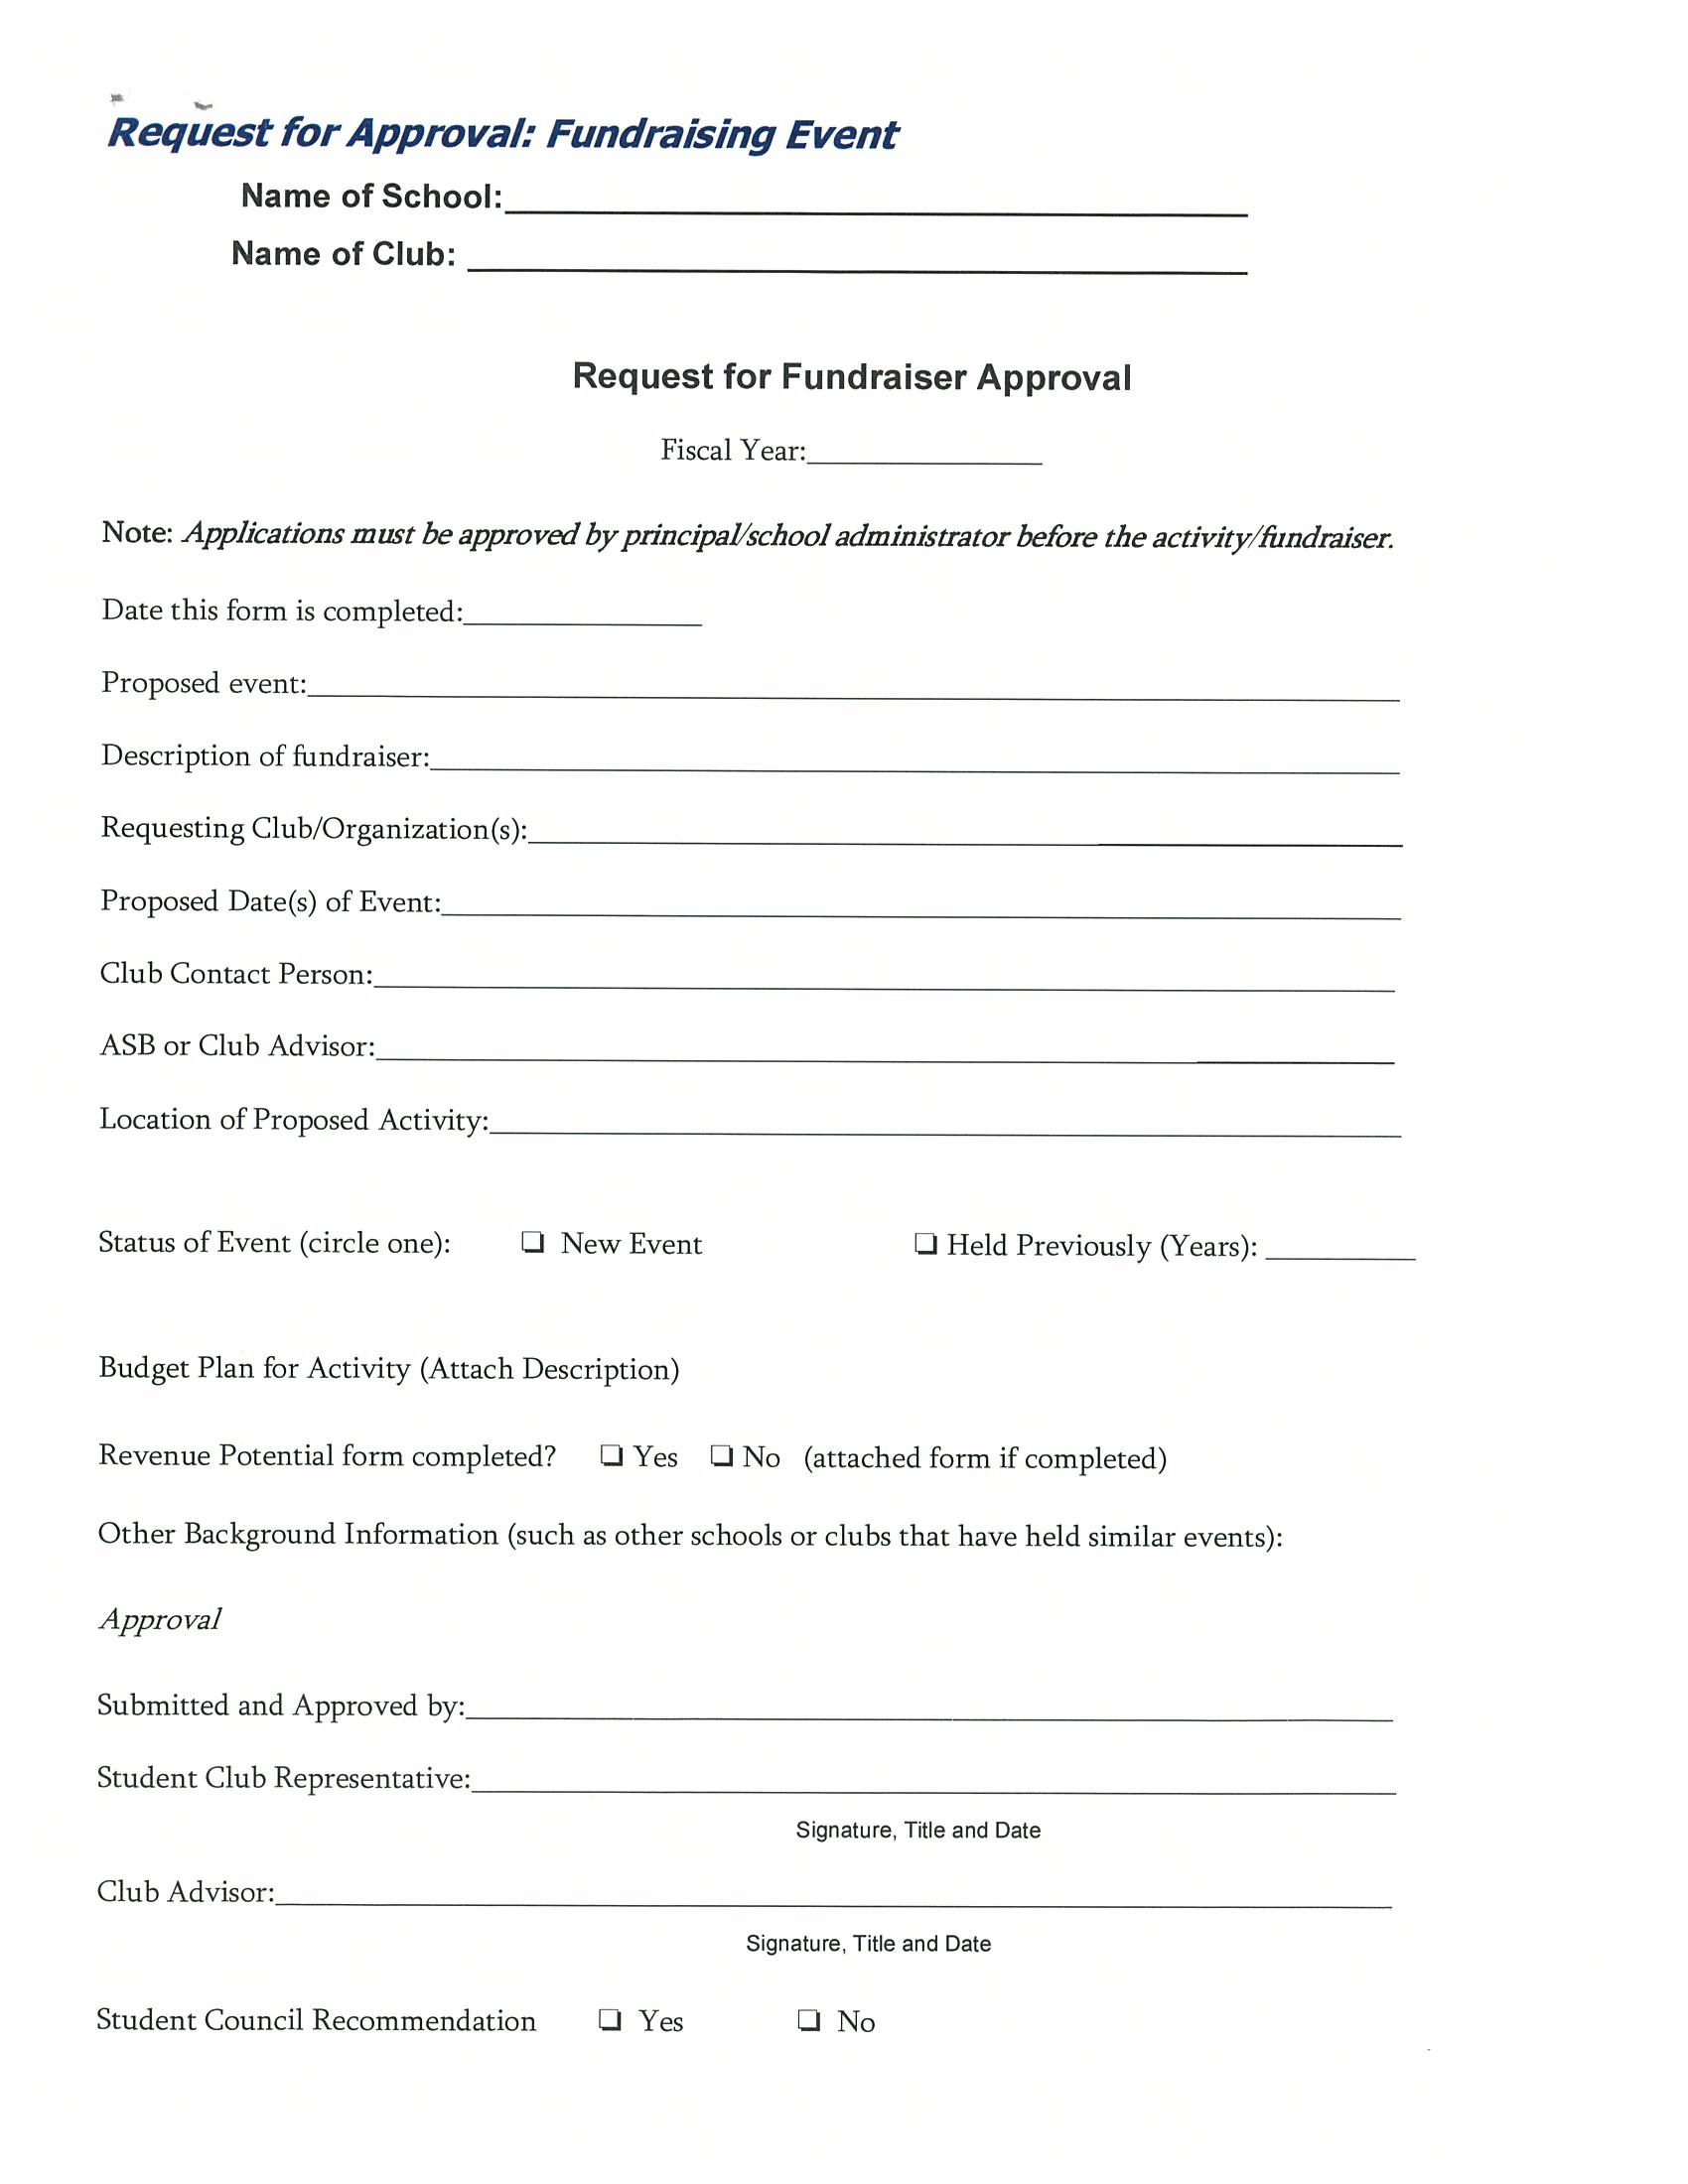 Request for Approval: Fundraising Event
Name of School:
Name of Club:
Request for Fundraiser Approval
Fiscal Year:
Note: Applications must be approved by principal/school administrator before the activity/fundraiser.
Date this form is completed:
Proposed event:
Description of fundraiser:
Requesting Club/Organization(s):
Proposed Date(s) of Event:
Club Contact Person:
ASB or Club Advisor:
Location of Proposed Activity:
Status of Event (circle one): ❏ New Event ❏ Held Previously (Years):
Budget Plan for Activity (Attach Description)
Revenue Potential form completed? ❏ Yes ❏ No (attached form if completed)
Other Background Information (such as other schools or clubs that have held similar events):
Approval
Submitted and Approved by:
Student Club Representative:
Signature, Title and Date
Club Advisor:
Signature, Title and Date
Student Council Recommendation ❏ Yes ❏ No